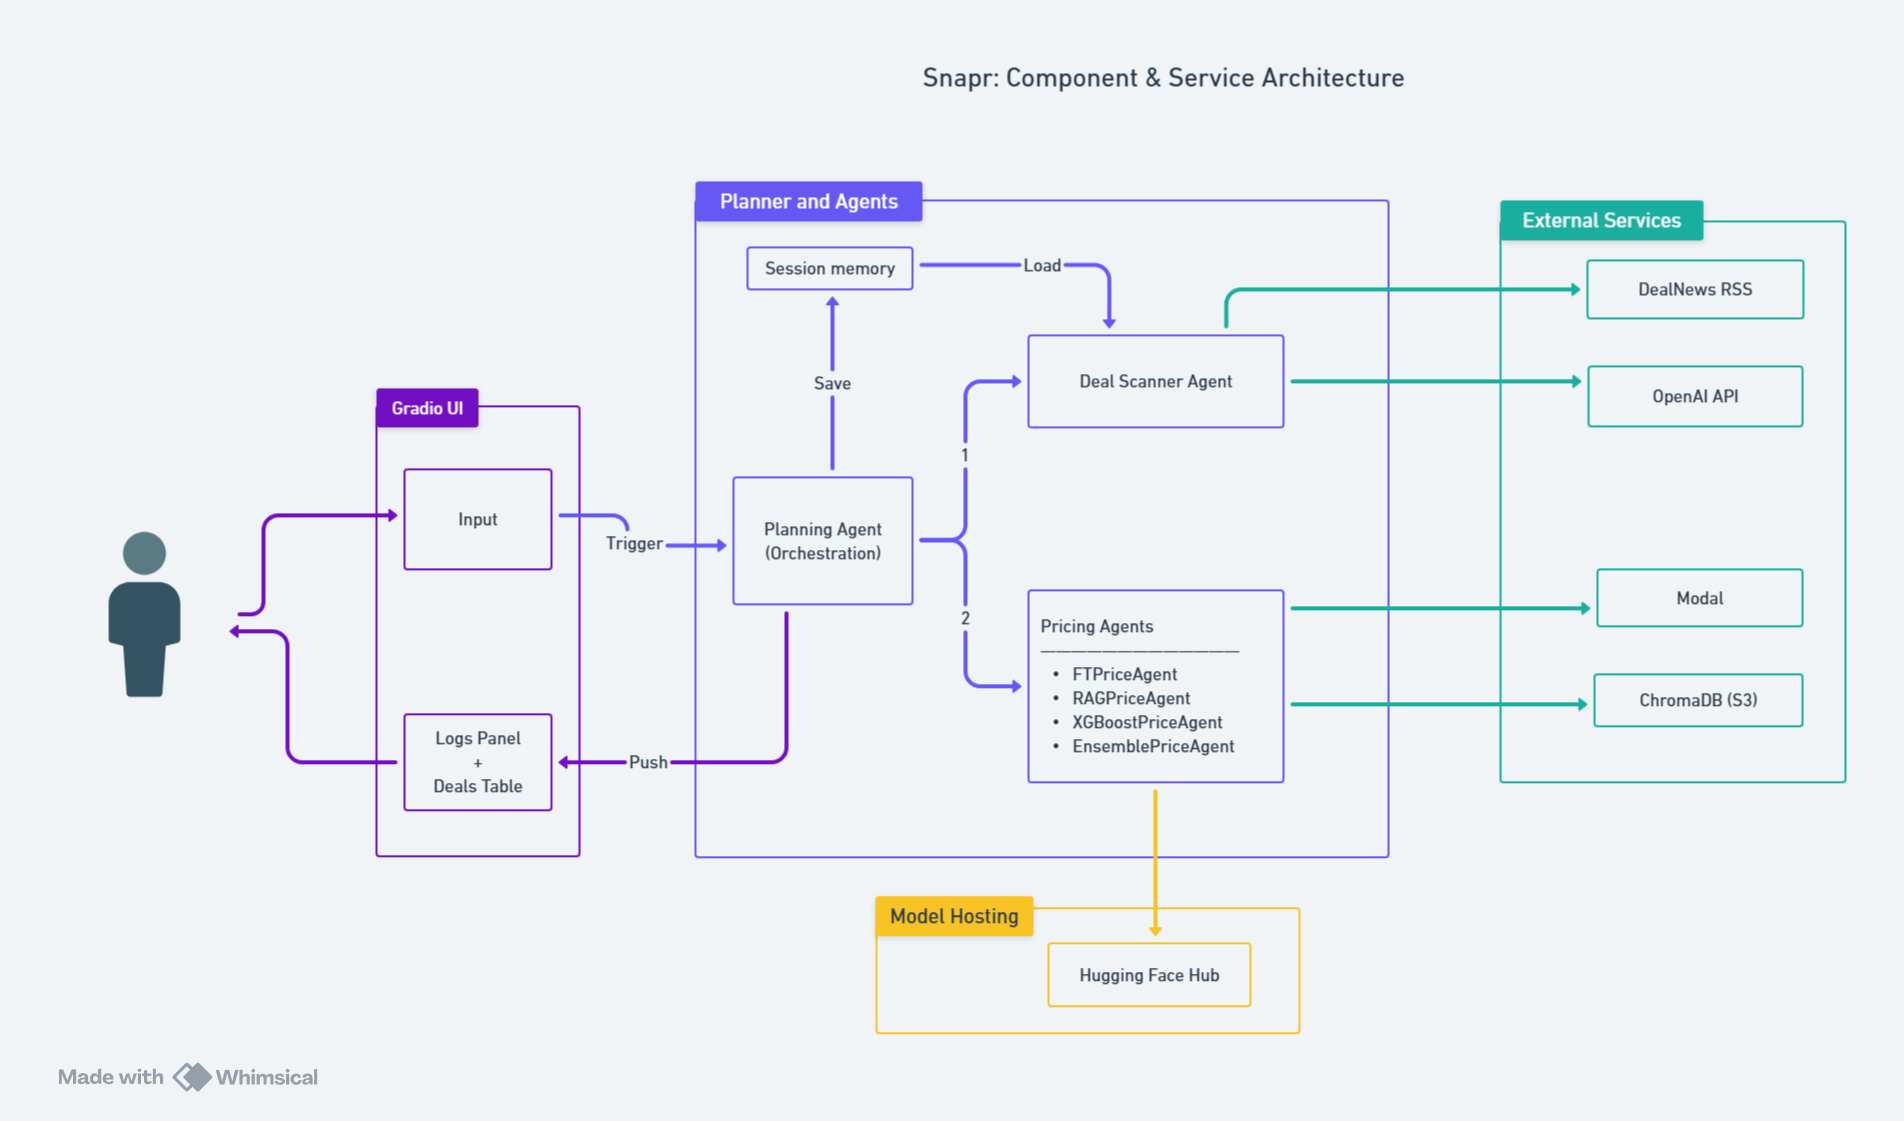 Snapr: Component & Service Architecture
Planner and Agents
External Services
Session memory
Load
DealNews RSS
Save
Deal Scanner Agent
OpenAI API
Gradio UI
1
Input
Trigger
Planning Agent
(Orchestration)
2
Pricing Agents
• FTPriceAgent
• RAGPriceAgent
• XGBoostPriceAgent
• EnsemblePriceAgent
Modal
ChromaDB (S3)
Logs Panel
+
Deals Table
Push
Model Hosting
Hugging Face Hub
Made with Whimsical